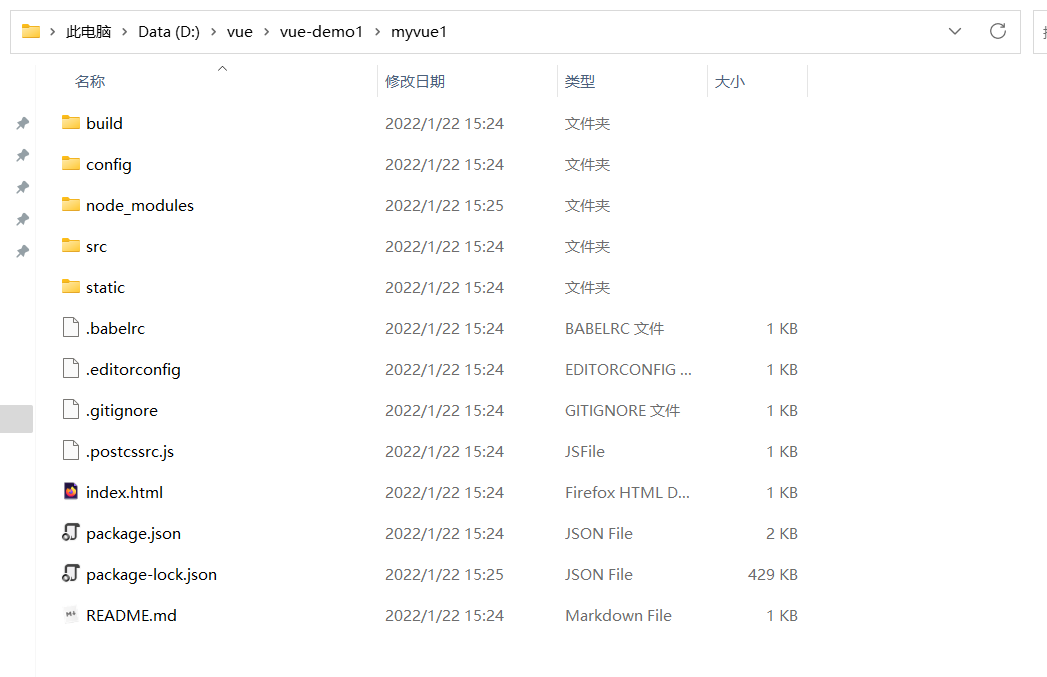 此电脑 Data (D:) vue vue-demo1 myvue1
名称 修改日期 类型 大小
build 2022/1/22 15:24 文件夹
config 2022/1/22 15:24 文件夹
node_modules 2022/1/22 15:25 文件夹
src 2022/1/22 15:24 文件夹
static 2022/1/22 15:24 文件夹
.babelrc 2022/1/22 15:24 BABELRC 文件 1 KB
.editorconfig 2022/1/22 15:24 EDITORCONFIG ... 1 KB
.gitignore 2022/1/22 15:24 GITIGNORE 文件 1 KB
.postcssrc.js 2022/1/22 15:24 JSFile 1 KB
index.html 2022/1/22 15:24 Firefox HTML D... 1 KB
package.json 2022/1/22 15:24 JSON File 2 KB
package-lock.json 2022/1/22 15:25 JSON File 429 KB
README.md 2022/1/22 15:24 Markdown File 1 KB